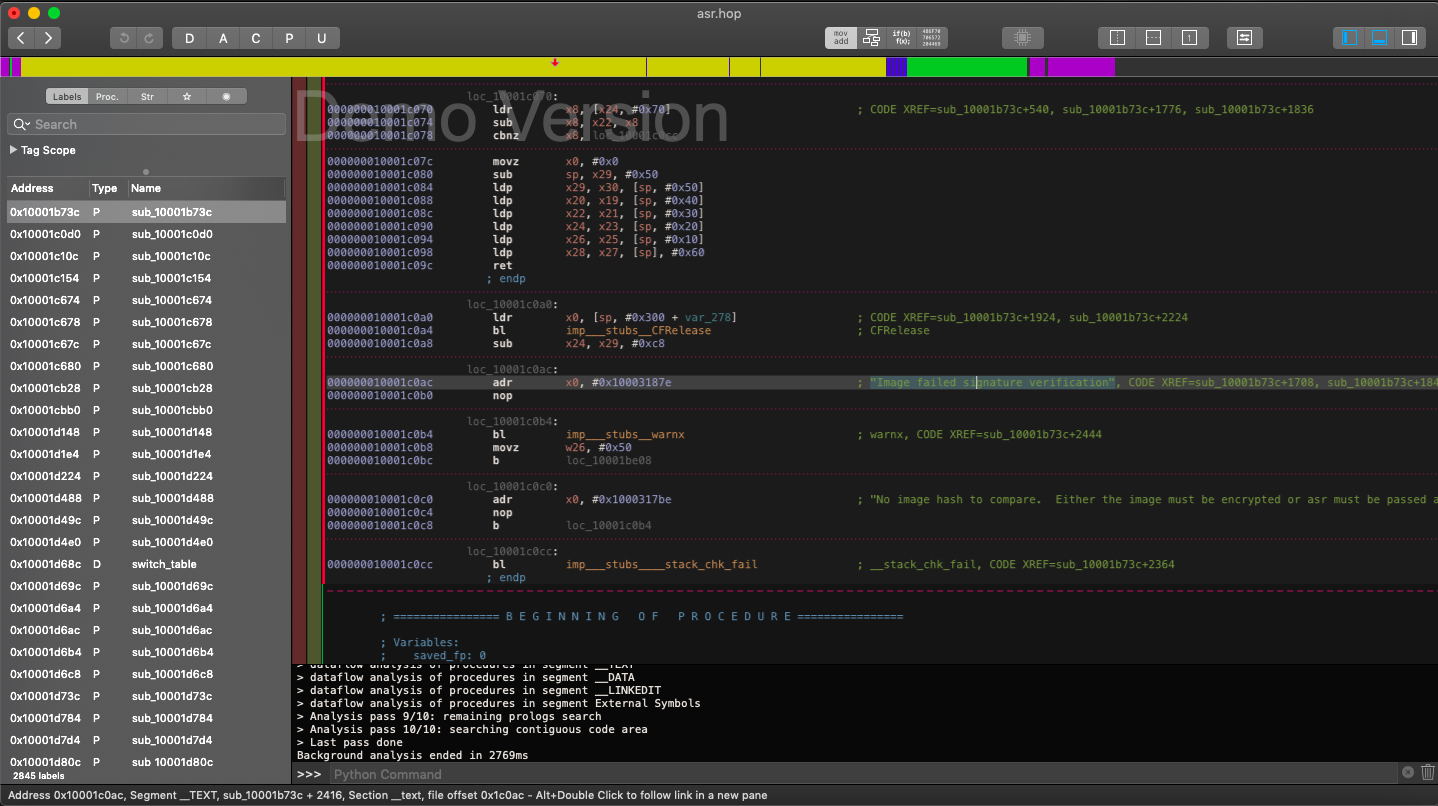 asr.hop
D A C P U
mov add
if(b) f(x);
Labels Proc. Str
Search
Tag Scope
Address Type Name
0x10001b73c P sub_10001b73c
0x10001c0d0 P sub_10001c0d0
0x10001c10c P sub_10001c10c
0x10001c154 P sub_10001c154
0x10001c674 P sub_10001c674
0x10001c678 P sub_10001c678
0x10001c67c P sub_10001c67c
0x10001c680 P sub_10001c680
0x10001cb28 P sub_10001cb28
0x10001cbb0 P sub_10001cbb0
0x10001d148 P sub_10001d148
0x10001d1e4 P sub_10001d1e4
0x10001d224 P sub_10001d224
0x10001d488 P sub_10001d488
0x10001d49c P sub_10001d49c
0x10001d4e0 P sub_10001d4e0
0x10001d68c D switch_table
0x10001d69c P sub_10001d69c
0x10001d6a4 P sub_10001d6a4
0x10001d6ac P sub_10001d6ac
0x10001d6b4 P sub_10001d6b4
0x10001d6c8 P sub_10001d6c8
0x10001d73c P sub_10001d73c
0x10001d784 P sub_10001d784
0x10001d7d4 P sub_10001d7d4
0x10001d80c P sub_10001d80c
2845 labels
Demo Version
loc_10001c070:
000000010001c070 ldr x8, [x24, #0x70] ; CODE XREF=sub_10001b73c+540, sub_10001b73c+1776, sub_10001b73c+1836
000000010001c074 sub x8, x22, x8
000000010001c078 cbnz x8, loc_10001c0cc
000000010001c07c movz x0, #0x0
000000010001c080 sub sp, x29, #0x50
000000010001c084 ldp x29, x30, [sp, #0x50]
000000010001c088 ldp x20, x19, [sp, #0x40]
000000010001c08c ldp x22, x21, [sp, #0x30]
000000010001c090 ldp x24, x23, [sp, #0x20]
000000010001c094 ldp x26, x25, [sp, #0x10]
000000010001c098 ldp x28, x27, [sp], #0x60
000000010001c09c ret
; endp
loc_10001c0a0:
000000010001c0a0 ldr x0, [sp, #0x300 + var_278] ; CODE XREF=sub_10001b73c+1924, sub_10001b73c+2224
000000010001c0a4 bl imp___stubs__CFRelease ; CFRelease
000000010001c0a8 sub x24, x29, #0xc8
loc_10001c0ac:
000000010001c0ac adr x0, #0x10003187e ; "Image failed signature verification", CODE XREF=sub_10001b73c+1708, sub_10001b73c+184
000000010001c0b0 nop
loc_10001c0b4:
000000010001c0b4 bl imp___stubs__warnx ; warnx, CODE XREF=sub_10001b73c+2444
000000010001c0b8 movz w26, #0x50
000000010001c0bc b loc_10001be08
loc_10001c0c0:
000000010001c0c0 adr x0, #0x1000317be ; "No image hash to compare.  Either the image must be encrypted or asr must be passed a
000000010001c0c4 nop
000000010001c0c8 b loc_10001c0b4
loc_10001c0cc:
000000010001c0cc bl imp___stubs____stack_chk_fail ; __stack_chk_fail, CODE XREF=sub_10001b73c+2364
; endp
; ================ B E G I N N I N G   O F   P R O C E D U R E ================
; Variables:
; saved_fp: 0
> dataflow analysis of procedures in segment __TEXT
> dataflow analysis of procedures in segment __DATA
> dataflow analysis of procedures in segment __LINKEDIT
> dataflow analysis of procedures in segment External Symbols
> Analysis pass 9/10: remaining prologs search
> Analysis pass 10/10: searching contiguous code area
> Last pass done
Background analysis ended in 2769ms
>>> Python Command
Address 0x10001c0ac, Segment __TEXT, sub_10001b73c + 2416, Section __text, file offset 0x1c0ac - Alt+Double Click to follow link in a new pane